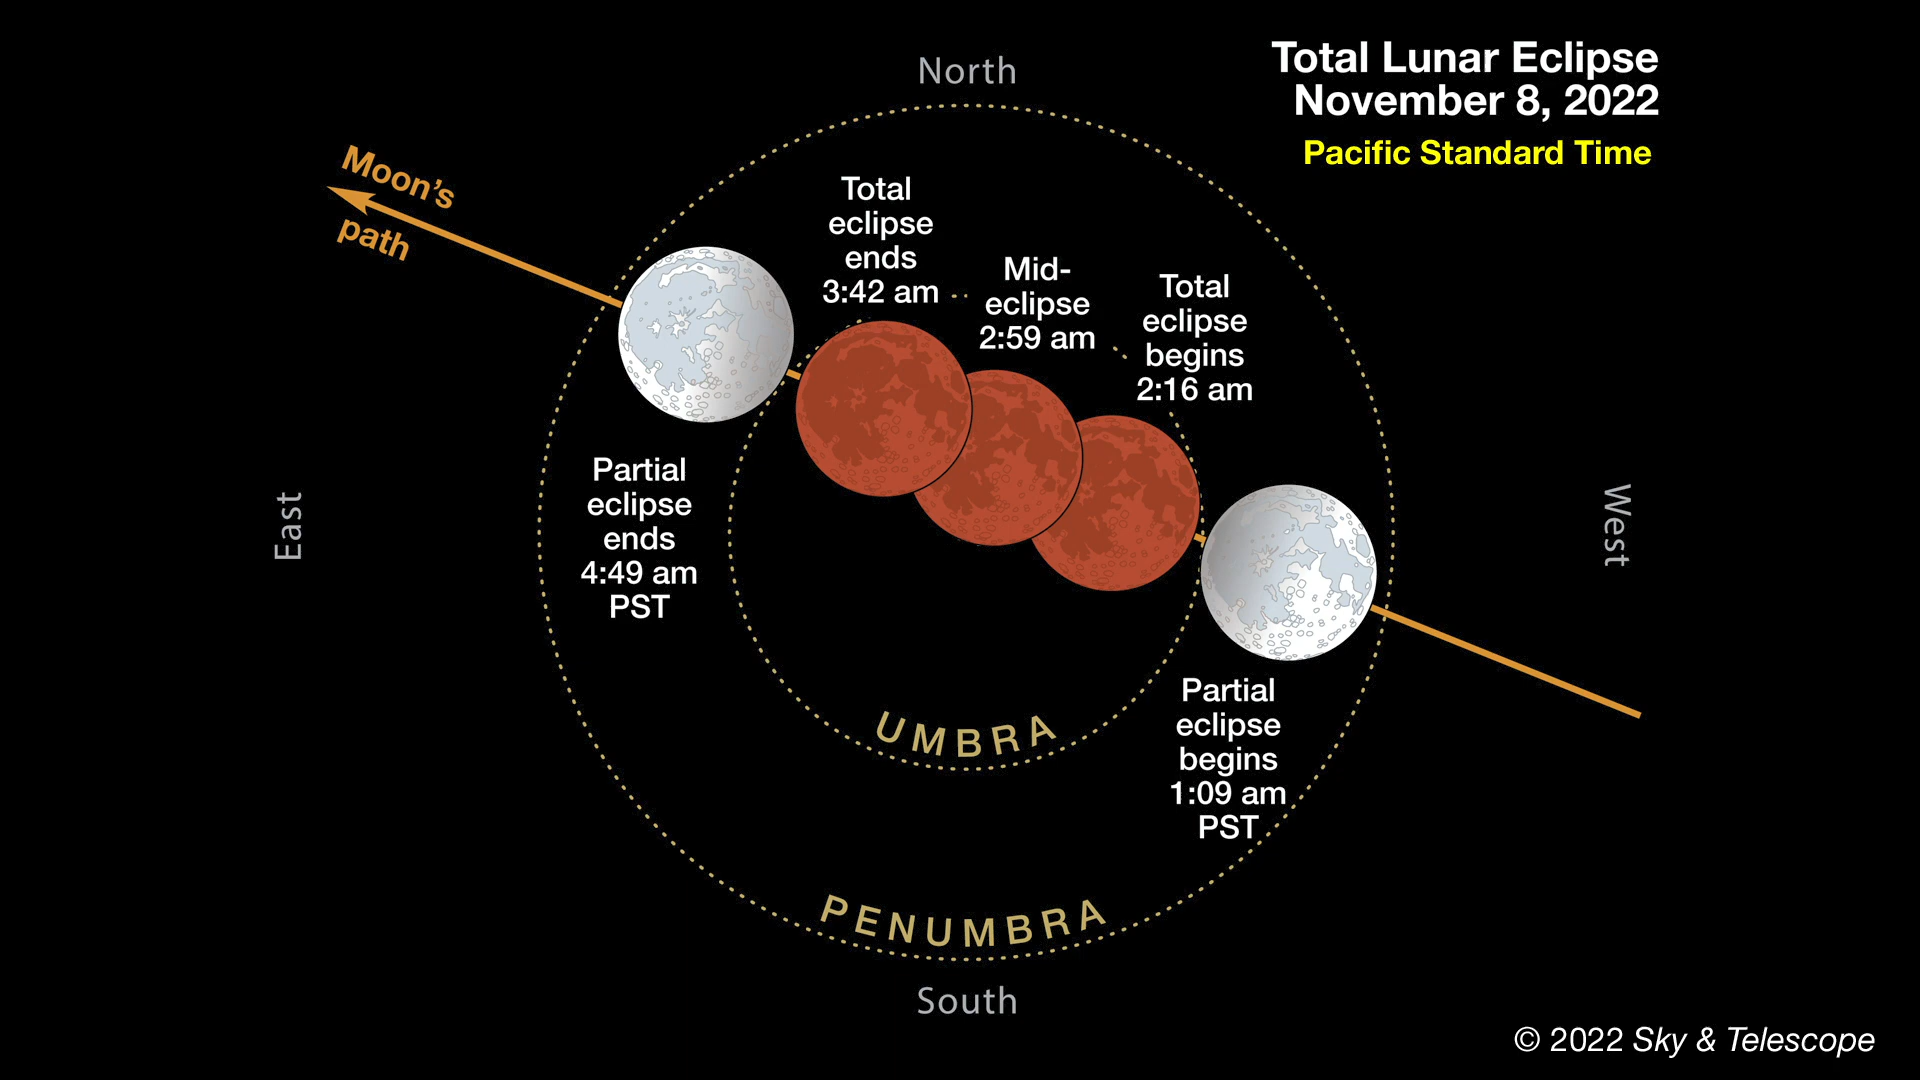 Total Lunar Eclipse
November 8, 2022
Pacific Standard Time
North
Moon's
path
Total
eclipse
ends
3:42 am
Mid-
eclipse
2:59 am
Total
eclipse
begins
2:16 am
East
West
Partial
eclipse
ends
4:49 am
PST
Partial
eclipse
begins
1:09 am
PST
UMBRA
PENUMBRA
South
© 2022 Sky & Telescope